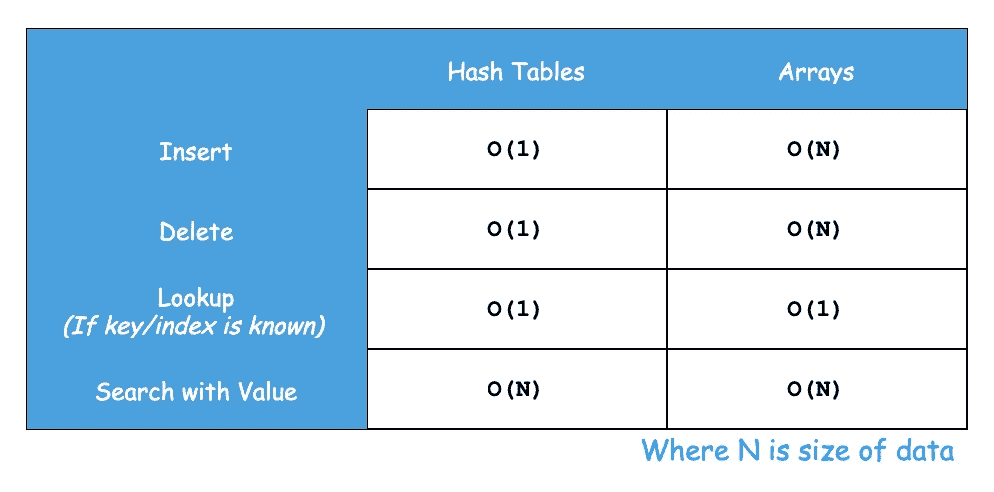 Hash Tables Arrays
Insert O(1) O(N)
Delete O(1) O(N)
Lookup
(If key/index is known) O(1) O(1)
Search with Value O(N) O(N)
Where N is size of data